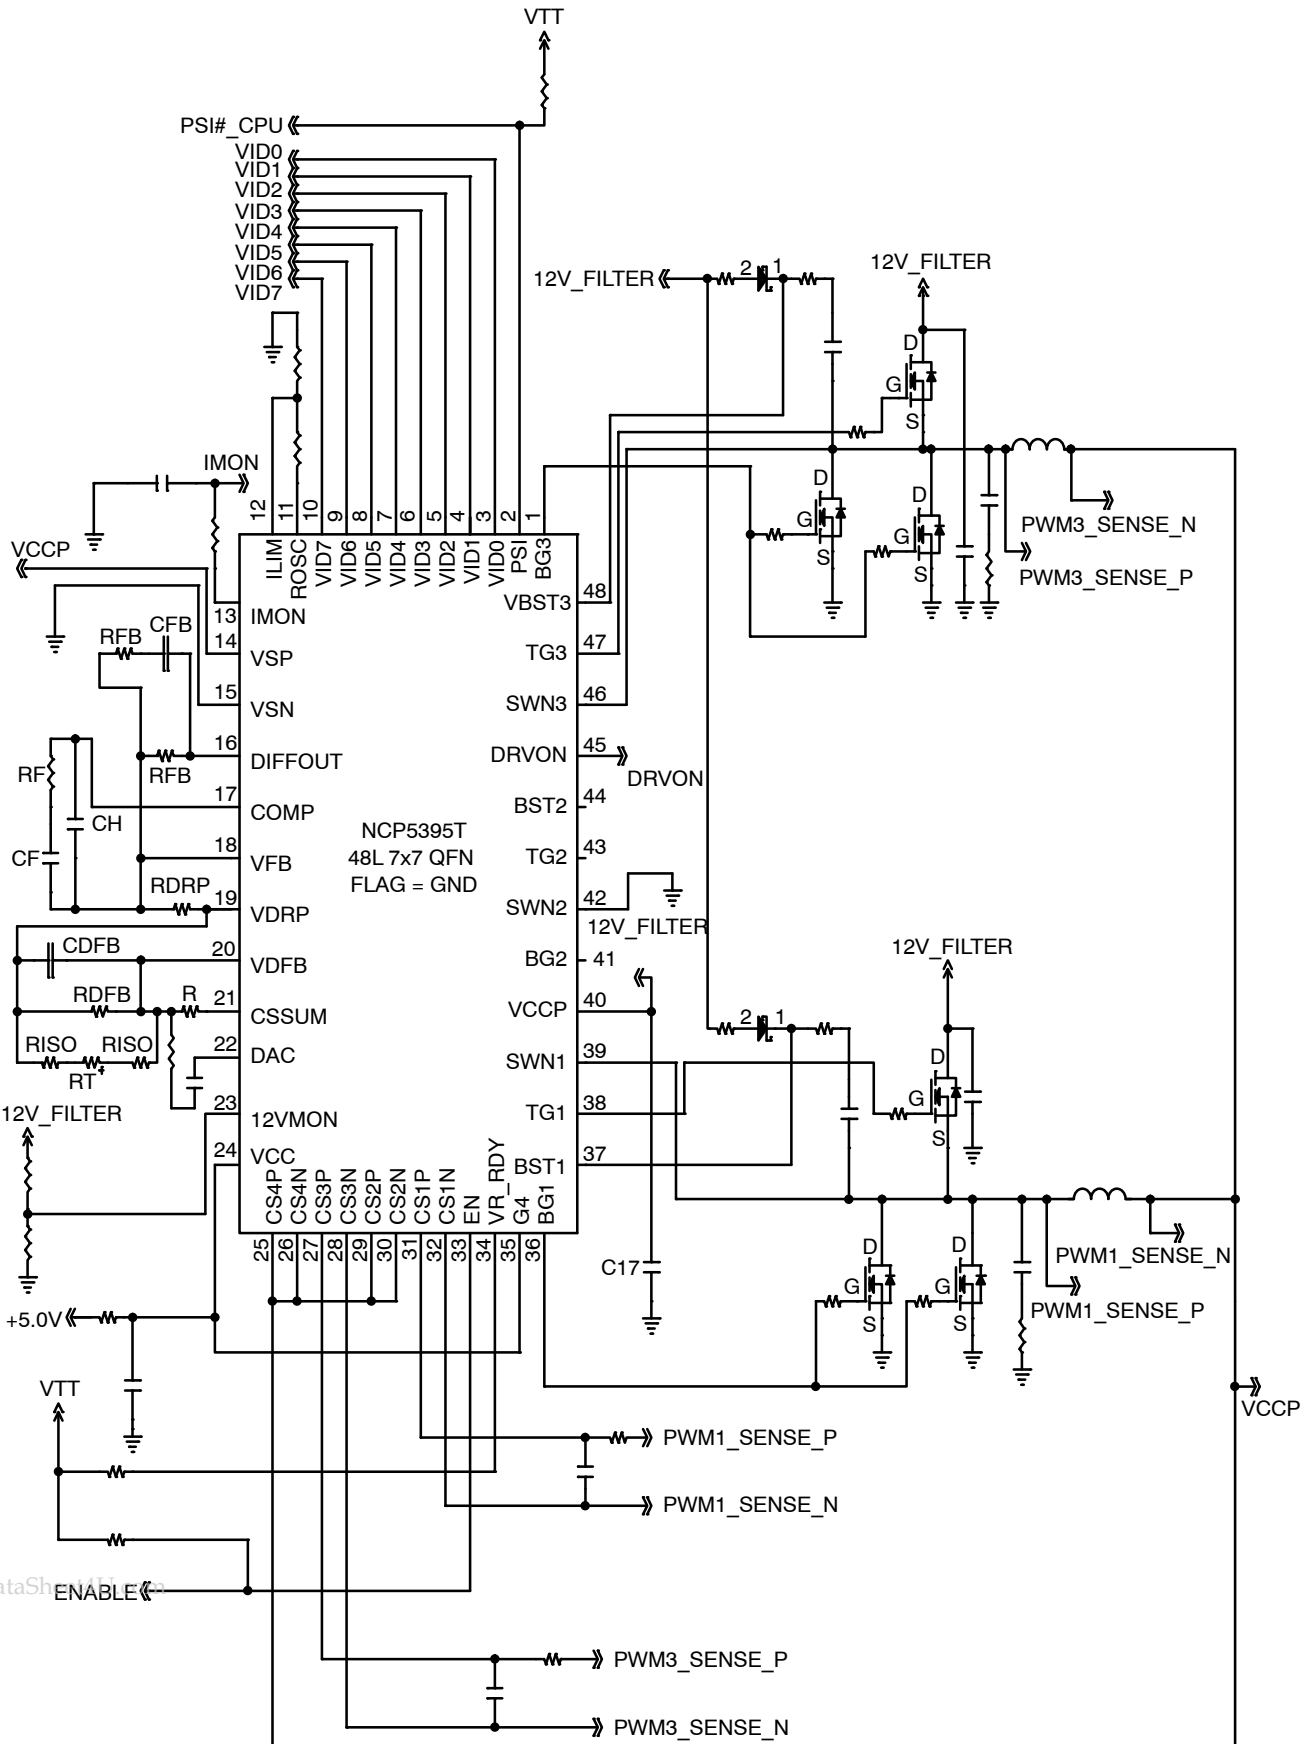 VTT
PSI#_CPU
VID0
VID1
VID2
VID3
VID4
VID5
VID6
VID7
12V_FILTER
2
1
12V_FILTER
D
G
S
IMON
D
G
S
D
G
S
PWM3_SENSE_N
PWM3_SENSE_P
12
11
10
9
8
7
6
5
4
3
2
1
ILIM
ROSC
VID7
VID6
VID5
VID4
VID3
VID2
VID1
VID0
PSI
BG3
VCCP
13
IMON
14
VSP
15
VSN
16
DIFFOUT
17
COMP
18
VFB
19
VDRP
20
VDFB
21
CSSUM
22
DAC
23
12VMON
24
VCC
RFB
CFB
RFB
RF
CH
CF
RDRP
CDFB
RDFB
R
RISO
RISO
RT
12V_FILTER
NCP5395T
48L 7x7 QFN
FLAG = GND
VBST3
48
TG3
47
SWN3
46
DRVON
45
DRVON
BST2
44
TG2
43
SWN2
42
12V_FILTER
BG2
41
VCCP
40
SWN1
39
TG1
38
BST1
37
2
1
12V_FILTER
D
G
S
CS4P
CS4N
CS3P
CS3N
CS2P
CS2N
CS1P
CS1N
EN
VR_RDY
G4
BG1
25
26
27
28
29
30
31
32
33
34
35
36
C17
D
G
S
D
G
S
PWM1_SENSE_N
PWM1_SENSE_P
+5.0V
VTT
VCCP
PWM1_SENSE_P
PWM1_SENSE_N
ENABLE
PWM3_SENSE_P
PWM3_SENSE_N